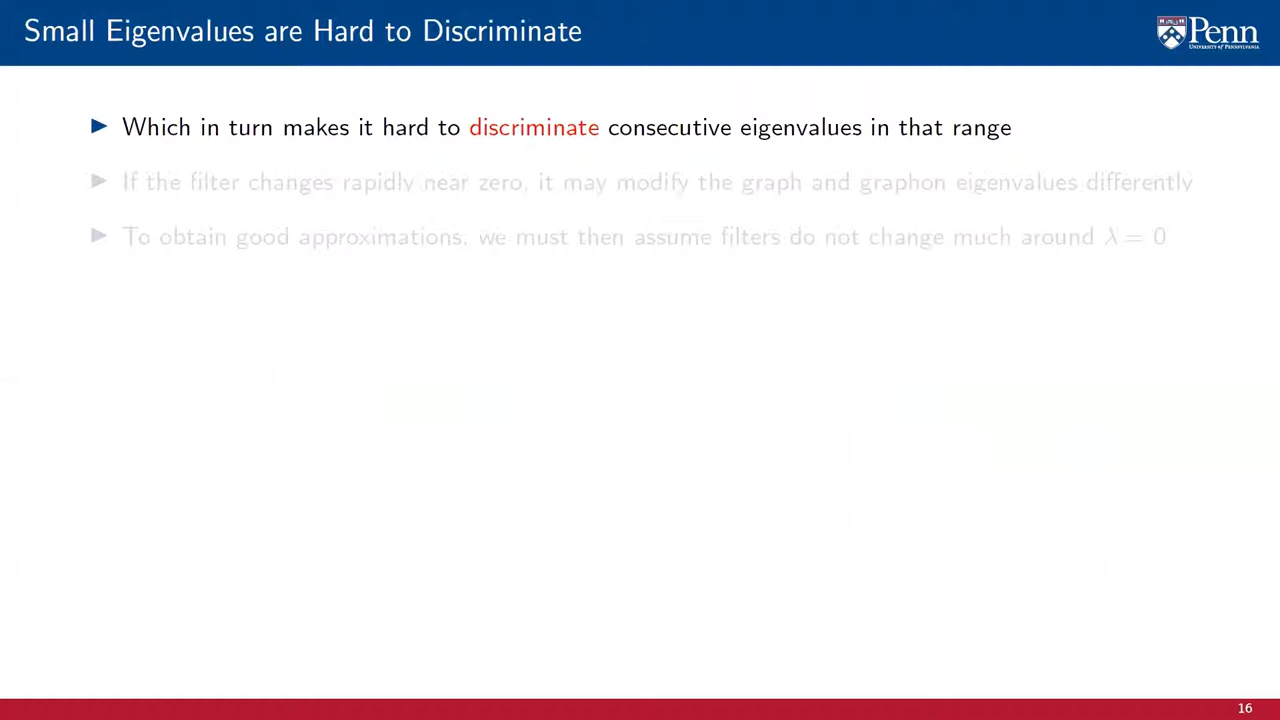 Small Eigenvalues are Hard to Discriminate
Penn
UNIVERSITY of PENNSYLVANIA
▶ Which in turn makes it hard to discriminate consecutive eigenvalues in that range
▶ If the filter changes rapidly near zero, it may modify the graph and graphon eigenvalues differently
▶ To obtain good approximations, we must then assume filters do not change much around λ = 0
16